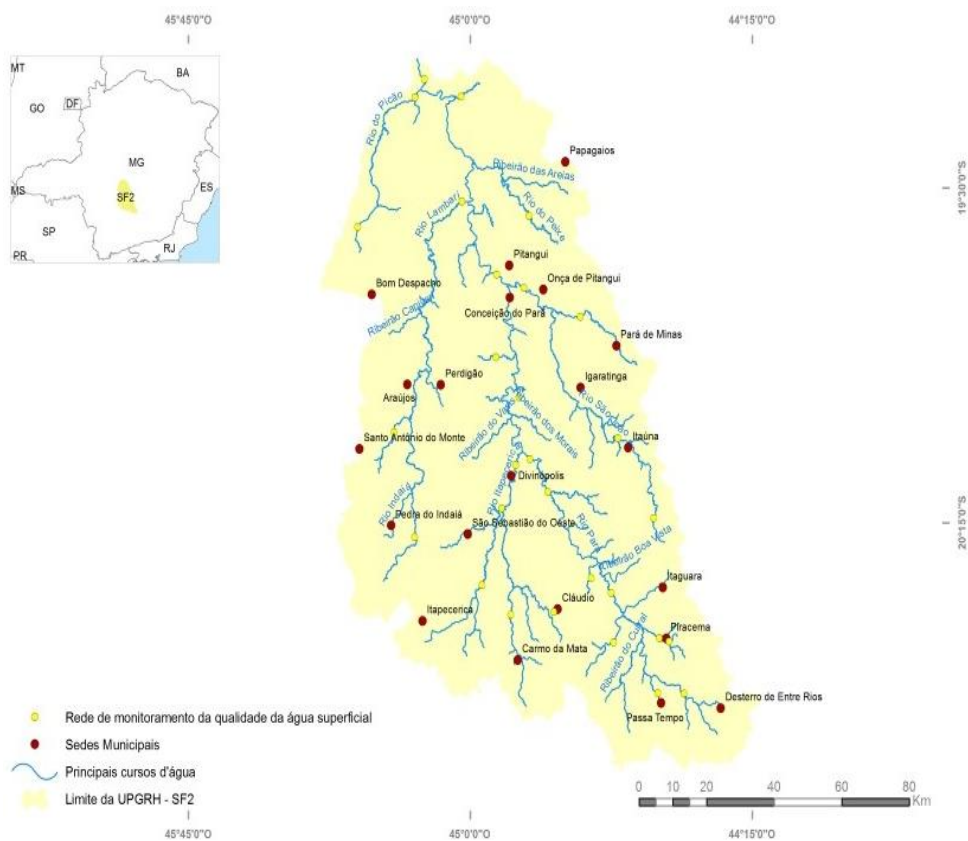 45°45'0"O
45°0'0"O
44°15'0"O
MT
BA
GO
DF
MG
MS
SF2
ES
SP
RJ
PR
Rio do Picão
Papagaios
Ribeirão das Areias
19°30'0"S
Rio do Peixe
Rio Lambari
Pitangui
Onça de Pitangui
Bom Despacho
Conceição do Pará
Pará de Minas
Perdigão
Igaratinga
Araújos
Ribeirão dos Morais
Itaúna
Santo Antônio do Monte
Divinópolis
Rio Indaiá
Pedra do Indaiá
São Sebastião do Oeste
20°15'0"S
Rio Pará
Ribeirão Boa Vista
Itaguara
Cláudio
Itapecerica
Piracema
Carmo da Mata
Ribeirão do Curral
Desterro de Entre Rios
Passa Tempo
Rede de monitoramento da qualidade da água superficial
Sedes Municipais
Principais cursos d'água
Limite da UPGRH - SF2
0 10 20 40 60 80
Km
45°45'0"O
45°0'0"O
44°15'0"O